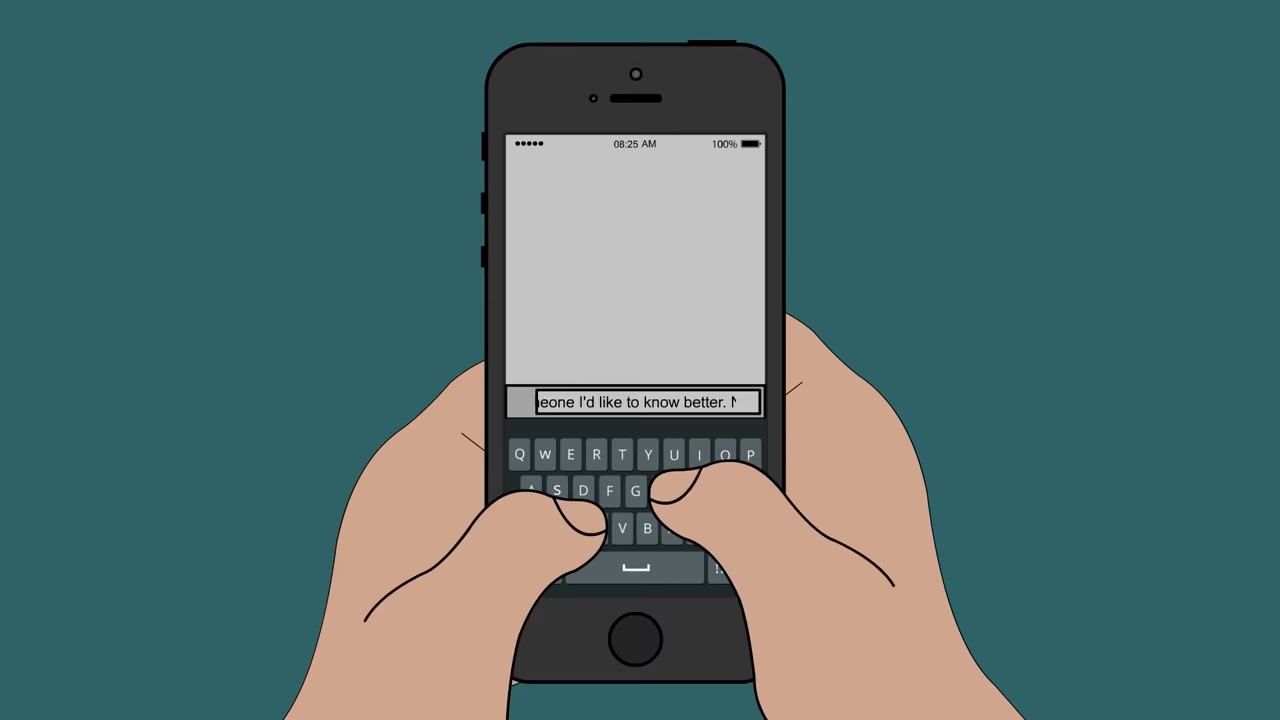 08:25 AM 100%
eone I'd like to know better.
Q W E R T Y U I O P
S D F G
V B